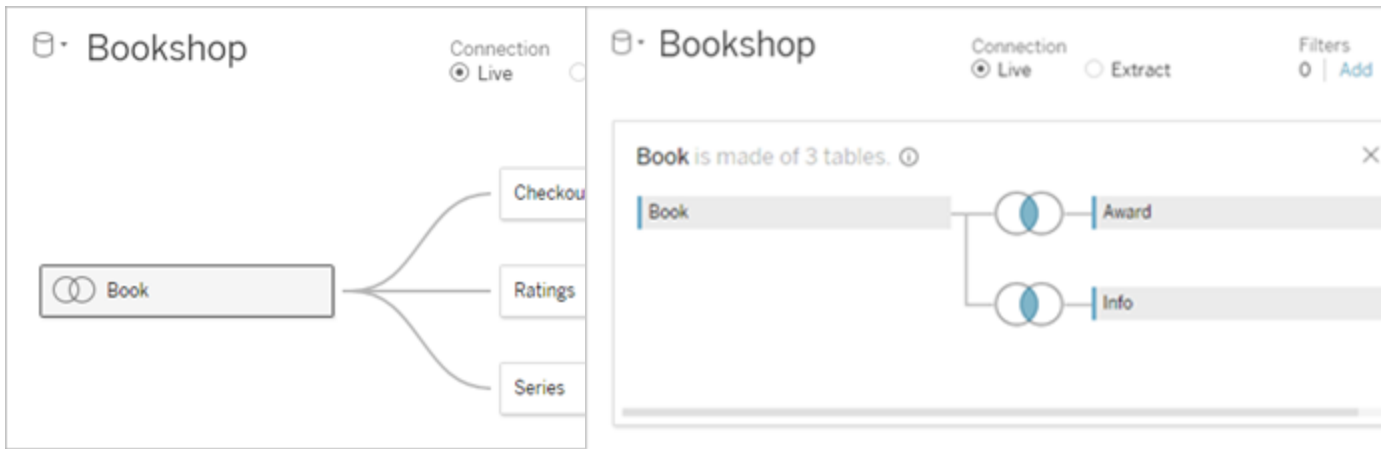 Bookshop
Connection
Live
Checkou
Book
Ratings
Series
Bookshop
Connection
Live Extract
Filters
0 Add
Book is made of 3 tables.
Book
Award
Info